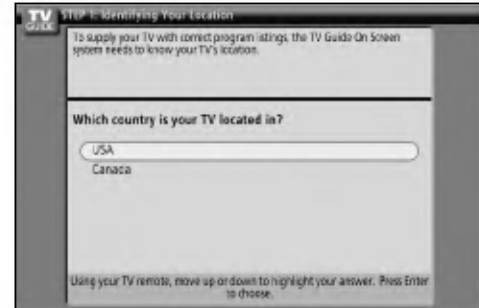 TV
GUIDE
STEP 1: Identifying Your Location
To supply your TV with correct program listings, the TV Guide On Screen
system needs to know your TV's location.
Which country is your TV located in?
USA
Canada
Using your TV remote, move up or down to highlight your answer. Press Enter
to choose.